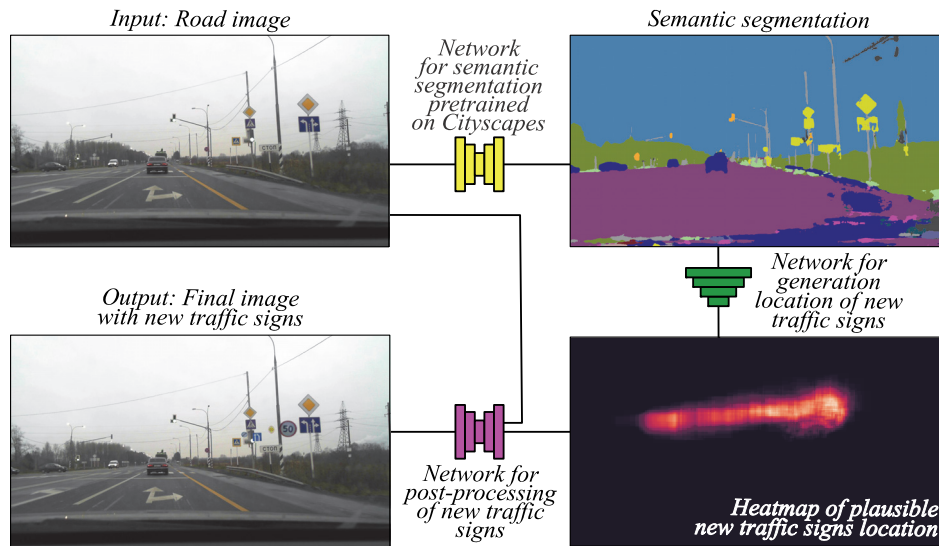 Input: Road image
Network
for semantic
segmentation
pretrained
on Cityscapes
Semantic segmentation
СТОП
Network for
generation
location of new
traffic signs
Output: Final image
with new traffic signs
50
СТОП
Network for
post-processing
of new traffic
signs
Heatmap of plausible
new traffic signs location